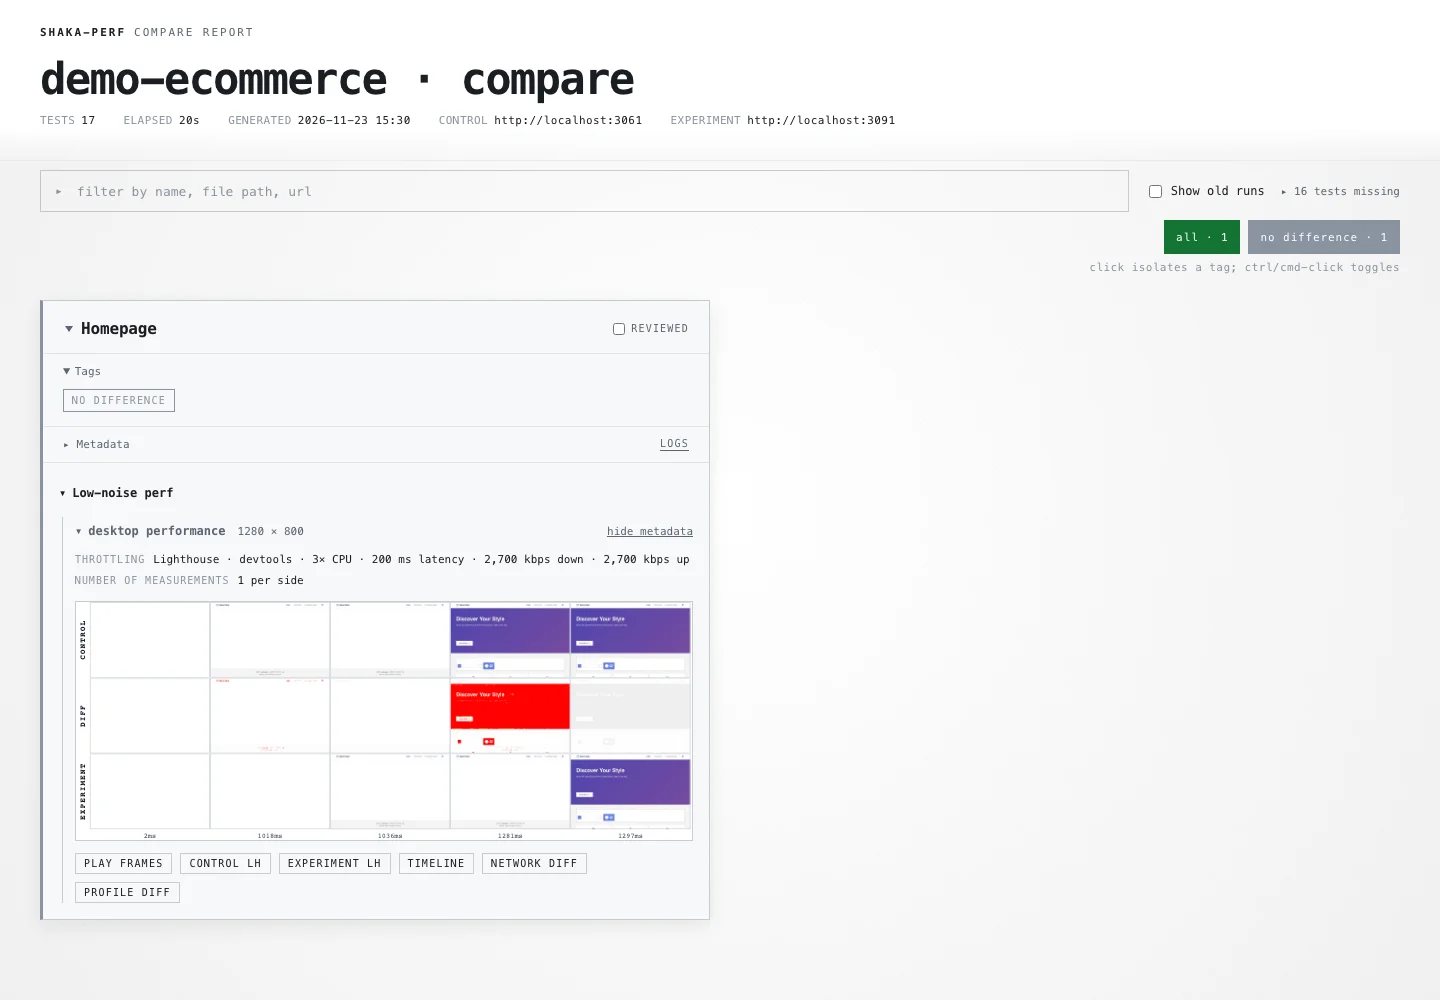 SHAKA-PERF COMPARE REPORT
demo-ecommerce · compare
TESTS 17 ELAPSED 20s GENERATED 2026-11-23 15:30 CONTROL http://localhost:3061 EXPERIMENT http://localhost:3091
▸ filter by name, file path, url
Show old runs ▸ 16 tests missing
all · 1 no difference · 1
click isolates a tag; ctrl/cmd-click toggles
▼ Homepage REVIEWED
▼ Tags
NO DIFFERENCE
▸ Metadata LOGS
▾ Low-noise perf
▾ desktop performance 1280 × 800 hide metadata
THROTTLING Lighthouse · devtools · 3× CPU · 200 ms latency · 2,700 kbps down · 2,700 kbps up
NUMBER OF MEASUREMENTS 1 per side
CONTROL
Discover Your Style Discover Your Style
DIFF
Discover Your Style Discover Your Style
EXPERIMENT
Discover Your Style
2ms 1018ms 1036ms 1281ms 1297ms
PLAY FRAMES CONTROL LH EXPERIMENT LH TIMELINE NETWORK DIFF
PROFILE DIFF